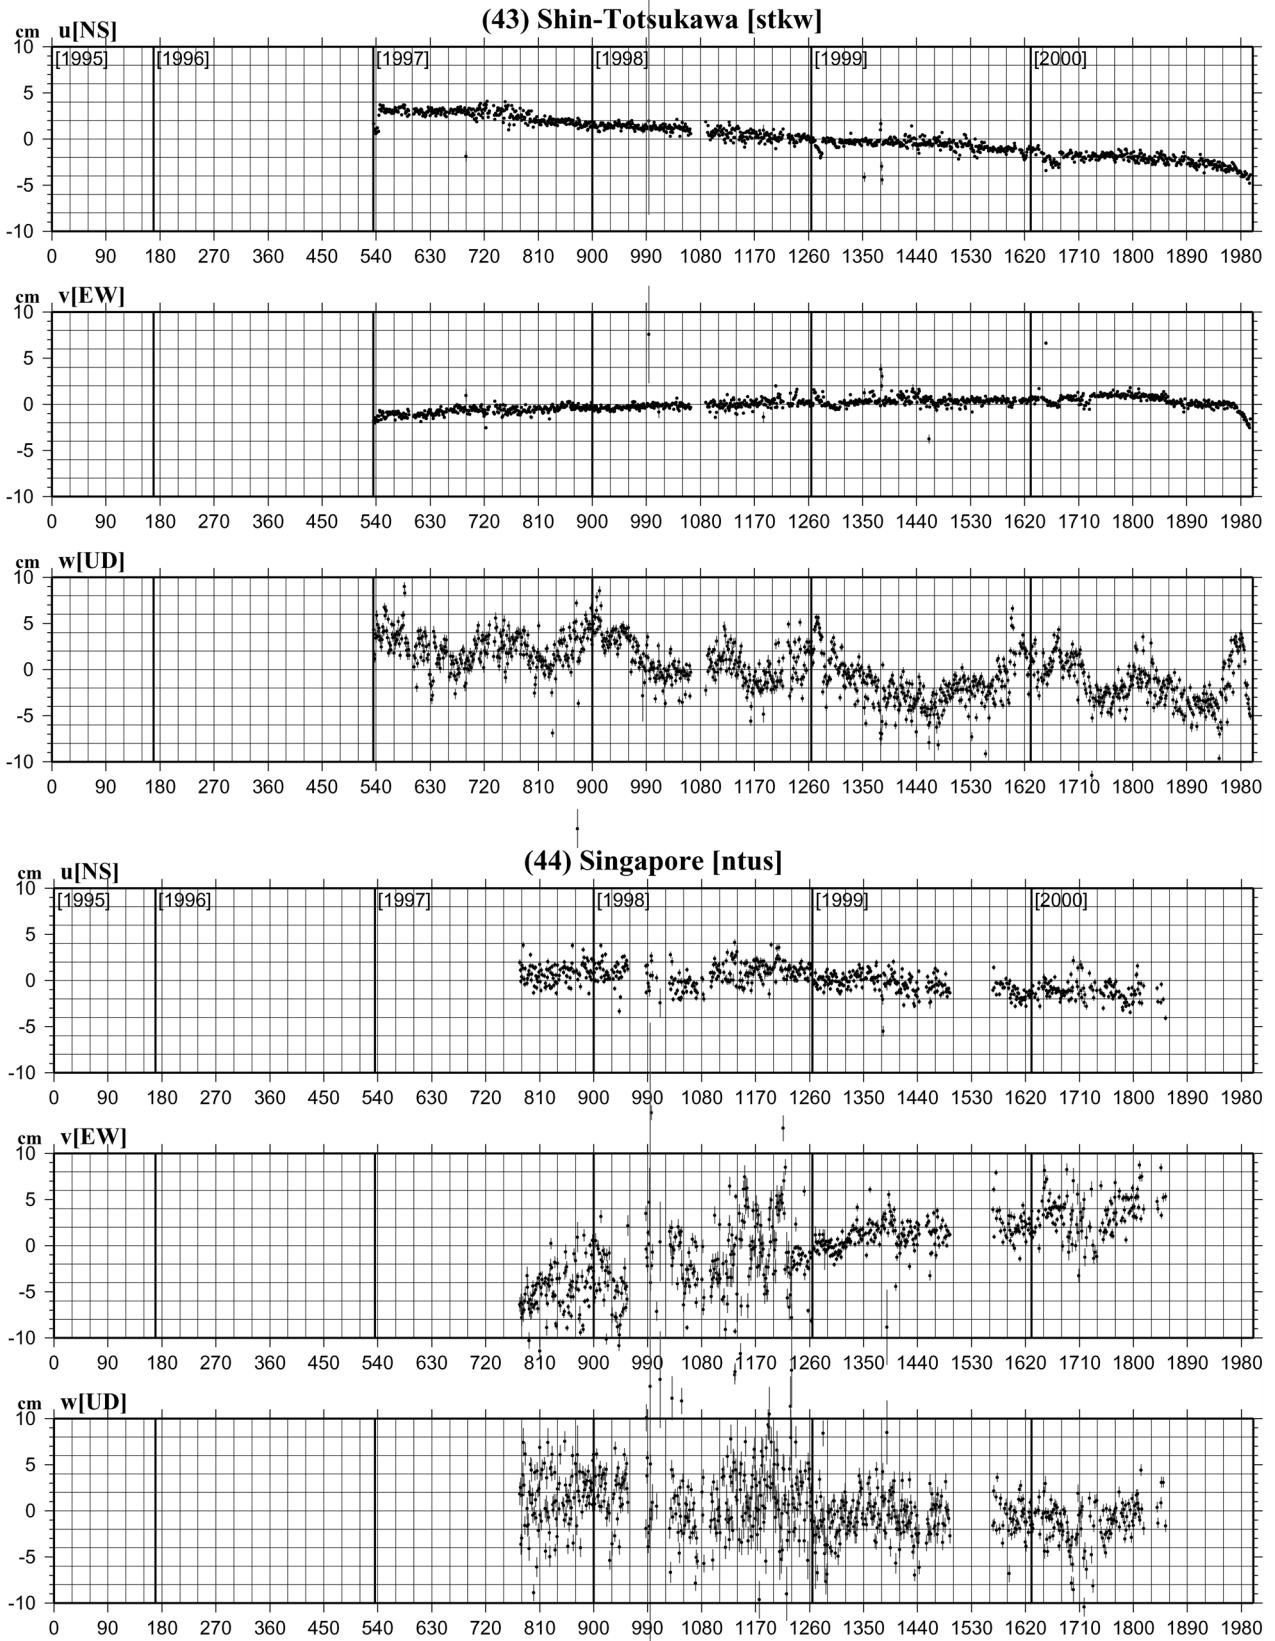 (43) Shin-Totsukawa [stkw]
cm u[NS]
10
[1995] [1996] [1997] [1998] [1999] [2000]
5
0
-5
-10
0 90 180 270 360 450 540 630 720 810 900 990 1080 1170 1260 1350 1440 1530 1620 1710 1800 1890 1980
cm v[EW]
10
5
0
-5
-10
0 90 180 270 360 450 540 630 720 810 900 990 1080 1170 1260 1350 1440 1530 1620 1710 1800 1890 1980
cm w[UD]
10
5
0
-5
-10
0 90 180 270 360 450 540 630 720 810 900 990 1080 1170 1260 1350 1440 1530 1620 1710 1800 1890 1980
(44) Singapore [ntus]
cm u[NS]
10
[1995] [1996] [1997] [1998] [1999] [2000]
5
0
-5
-10
0 90 180 270 360 450 540 630 720 810 900 990 1080 1170 1260 1350 1440 1530 1620 1710 1800 1890 1980
cm v[EW]
10
5
0
-5
-10
0 90 180 270 360 450 540 630 720 810 900 990 1080 1170 1260 1350 1440 1530 1620 1710 1800 1890 1980
cm w[UD]
10
5
0
-5
-10
0 90 180 270 360 450 540 630 720 810 900 990 1080 1170 1260 1350 1440 1530 1620 1710 1800 1890 1980